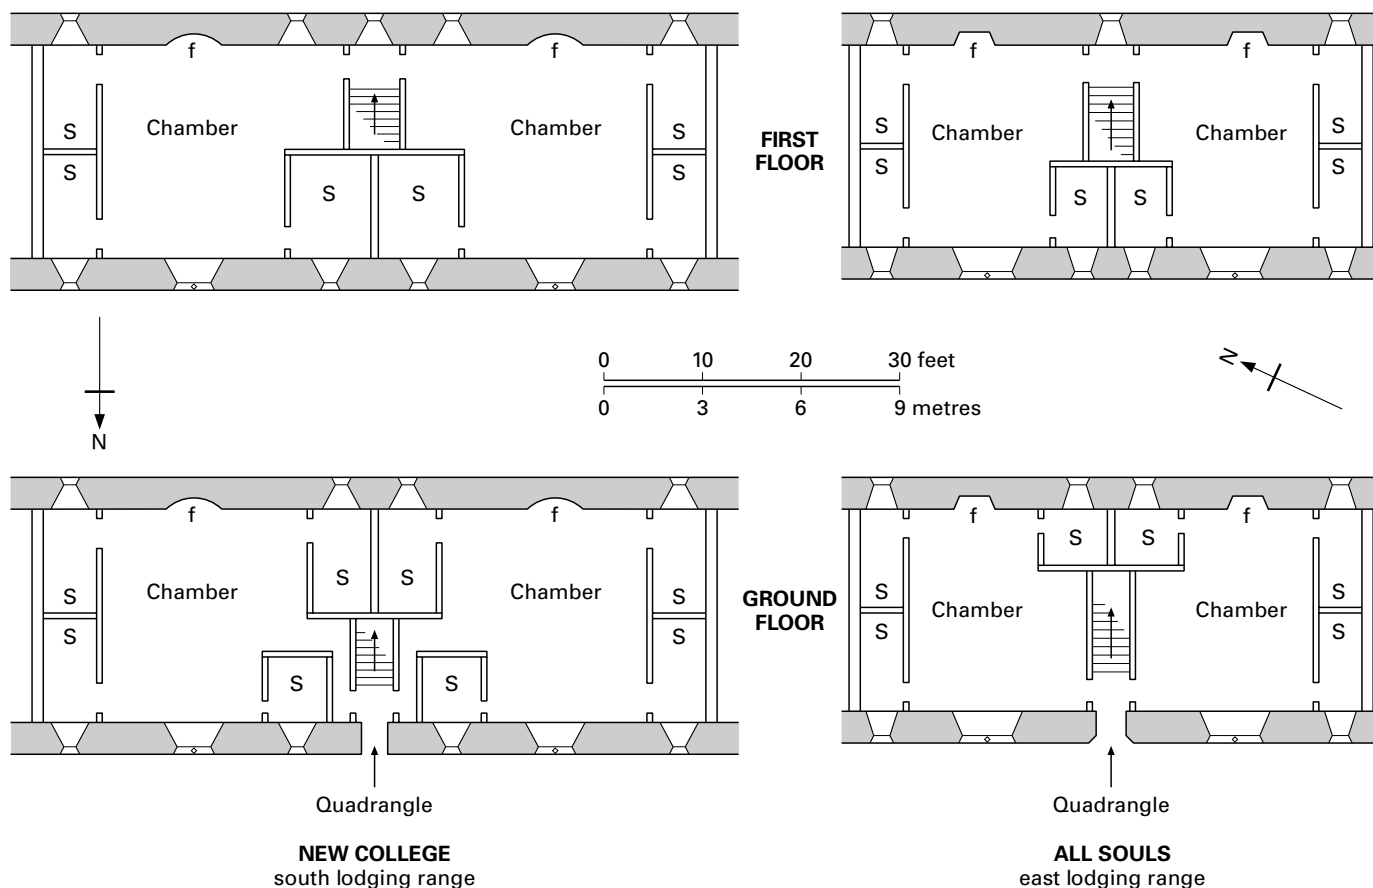 f
f
f
f
Chamber
Chamber
S
S
S
S
S
S
FIRST
FLOOR
Chamber
Chamber
S
S
S
S
S
S
0 10 20 30 feet
0 3 6 9 metres
N
N
f
f
f
f
Chamber
Chamber
S
S
S
S
S
S
S
S
GROUND
FLOOR
Chamber
Chamber
S
S
S
S
S
S
Quadrangle
Quadrangle
NEW COLLEGE
south lodging range
ALL SOULS
east lodging range